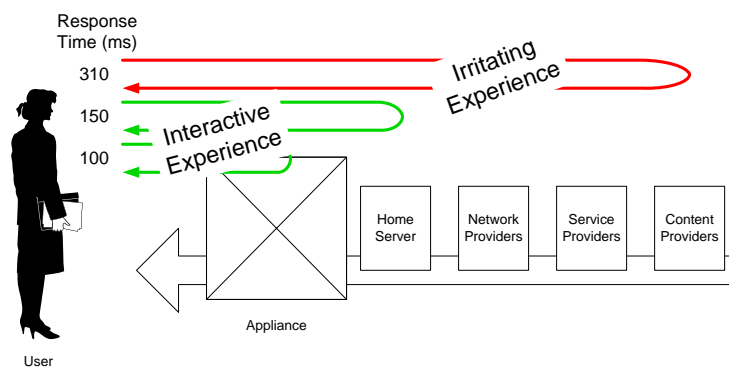 Response
Time (ms)
310
150
100
Irritating
Experience
Interactive
Experience
Home
Server
Network
Providers
Service
Providers
Content
Providers
Appliance
User